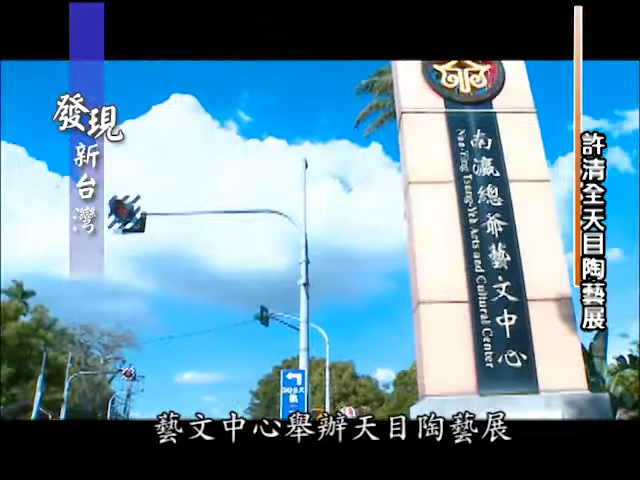 發現
新台灣
許清全天目陶藝展
南瀛總爺藝文中心
Nan-Ying Tsung-Yeh Arts and Cultural Center
藝文中心舉辦天目陶藝展